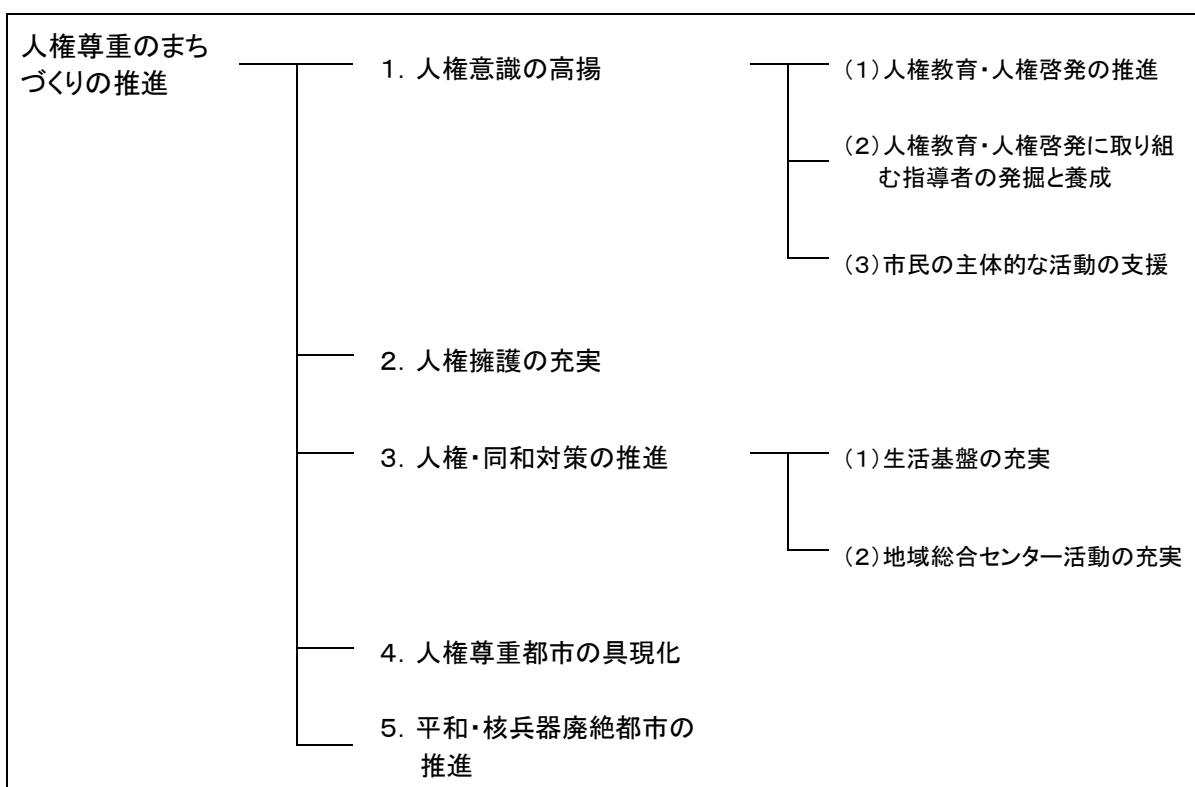 人権尊重のまち
づくりの推進
1．人権意識の高揚
（1）人権教育・人権啓発の推進
（2）人権教育・人権啓発に取り組
む指導者の発掘と養成
（3）市民の主体的な活動の支援
2．人権擁護の充実
3．人権・同和対策の推進
（1）生活基盤の充実
（2）地域総合センター活動の充実
4．人権尊重都市の具現化
5．平和・核兵器廃絶都市の
推進